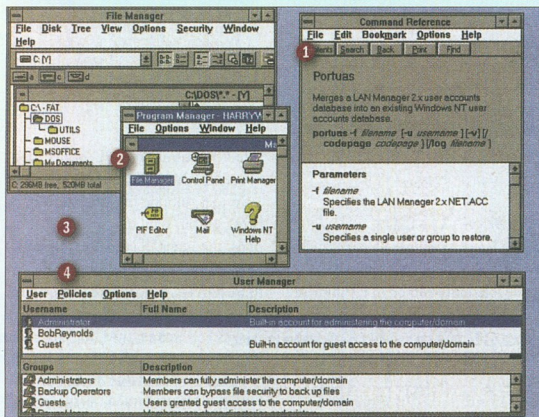 File Manager
File Disk Tree View Options Security Window
Help
C: [Y]
a c d
C:\DOS\*.* - [Y]
C:\ - FAT
DOS
UTILS
MOUSE
MSOFFICE
My Documents
C: 296MB free, 520MB total
Program Manager - HARRYW
File Options Window Help
File Manager Control Panel Print Manager
PIF Editor Mail Windows NT
Help
1
2
3
4
Command Reference
File Edit Bookmark Options Help
Search Back Print Find
Portuas
Merges a LAN Manager 2.x user accounts
database into an existing Windows NT user
accounts database.
portuas -f filename [-u username] [-v] [/
codepage codepage] [/log filename]
Parameters
-f filename
Specifies the LAN Manager 2.x NET.ACC
file.
-u username
Specifies a single user or group to restore.
User Manager
User Policies Options Help
Username Full Name Description
Administrator Built-in account for administering the computer/domain
BobReynolds
Guest Built-in account for guest access to the computer/domain
Groups Description
Administrators Members can fully administer the computer/domain
Backup Operators Members can bypass file security to back up files
Guests Users granted guest access to the computer/domain